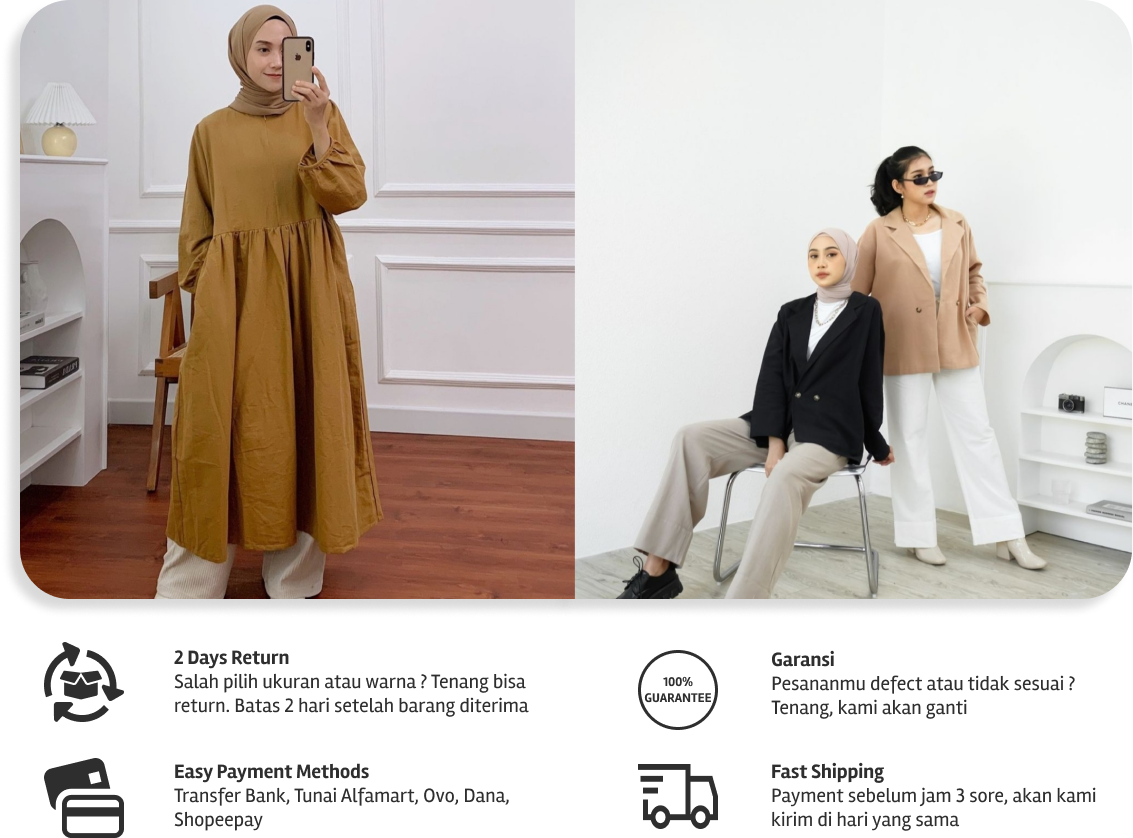 2 Days Return
Salah pilih ukuran atau warna ? Tenang bisa
return. Batas 2 hari setelah barang diterima
100%
GUARANTEE
Garansi
Pesananmu defect atau tidak sesuai ?
Tenang, kami akan ganti
Easy Payment Methods
Transfer Bank, Tunai Alfamart, Ovo, Dana,
Shopeepay
Fast Shipping
Payment sebelum jam 3 sore, akan kami
kirim di hari yang sama